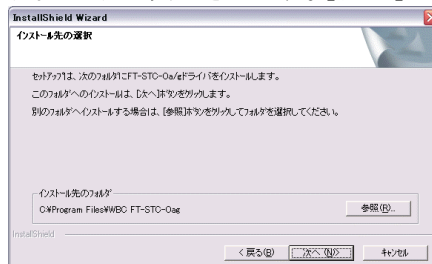 InstallShield Wizard
インストール先の選択
セットアップは、次のフォルダにFT-STC-Oa/gドライバをインストールします。
このフォルダへのインストールは、[次へ]ボタンをクリックします。
別のフォルダへインストールする場合は、[参照]ボタンをクリックしてフォルダを選択してください。
インストール先のフォルダ
C:¥Program Files¥WBC FT-STC-Oag
参照(R)...
InstallShield
< 戻る(B)
次へ(N)>
キャンセル